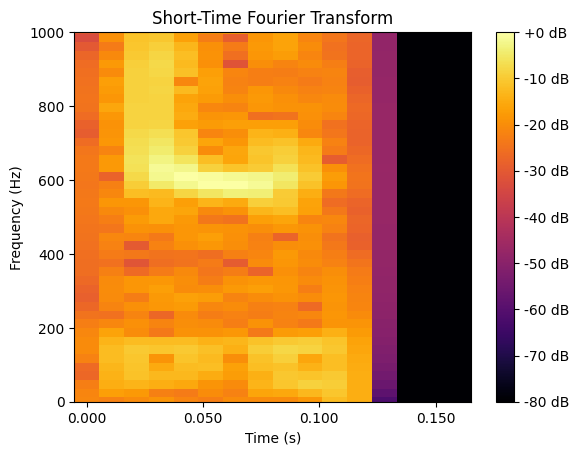 Short-Time Fourier Transform
1000
800
600
400
200
0
Frequency (Hz)
0.000
0.050
0.100
0.150
Time (s)
+0 dB
-10 dB
-20 dB
-30 dB
-40 dB
-50 dB
-60 dB
-70 dB
-80 dB